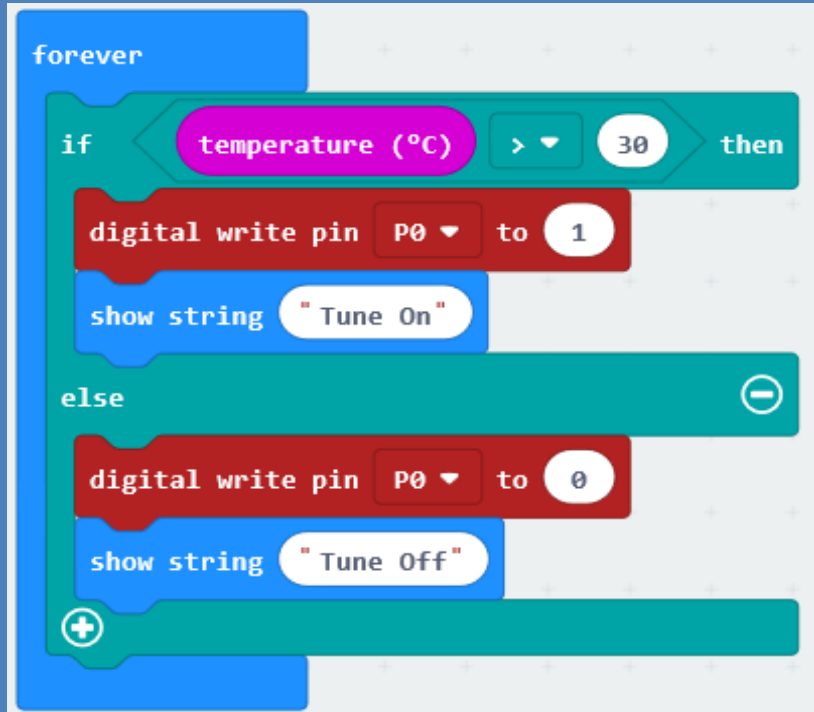 forever
if temperature (°C) > 30 then
digital write pin P0 to 1
show string "Tune On"
else
digital write pin P0 to 0
show string "Tune Off"